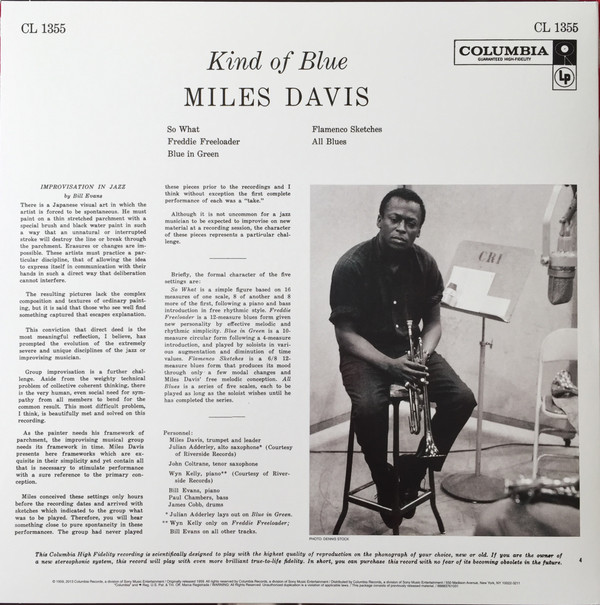 CL 1355
CL 1355
COLUMBIA
GUARANTEED HIGH-FIDELITY
Lp
Kind of Blue
MILES DAVIS
So What
Freddie Freeloader
Blue in Green
Flamenco Sketches
All Blues
IMPROVISATION IN JAZZ
by Bill Evans
There is a Japanese visual art in which the
artist is forced to be spontaneous. He must
paint on a thin stretched parchment with a
special brush and black water paint in such
a way that an unnatural or interrupted
stroke will destroy the line or break through
the parchment. Erasures or changes are im-
possible. These artists must practice a par-
ticular discipline, that of allowing the idea
to express itself in communication with their
hands in such a direct way that deliberation
cannot interfere.
The resulting pictures lack the complex
composition and textures of ordinary paint-
ing, but it is said that those who see well find
something captured that escapes explanation.
This conviction that direct deed is the
most meaningful reflection, I believe, has
prompted the evolution of the extremely
severe and unique disciplines of the jazz or
improvising musician.
Group improvisation is a further chal-
lenge. Aside from the weighty technical
problem of collective coherent thinking, there
is the very human, even social need for sym-
pathy from all members to bend for the
common result. This most difficult problem,
I think, is beautifully met and solved on this
recording.
As the painter needs his framework of
parchment, the improvising musical group
needs its framework in time. Miles Davis
presents here frameworks which are ex-
quisite in their simplicity and yet contain all
that is necessary to stimulate performance
with a sure reference to the primary con-
ception.
Miles conceived these settings only hours
before the recording dates and arrived with
sketches which indicated to the group what
was to be played. Therefore, you will hear
something close to pure spontaneity in these
performances. The group had never played
these pieces prior to the recordings and I
think without exception the first complete
performance of each was a "take."
Although it is not uncommon for a jazz
musician to be expected to improvise on new
material at a recording session, the character
of these pieces represents a particular chal-
lenge.
Briefly, the formal character of the five
settings are:
So What is a simple figure based on 16
measures of one scale, 8 of another and 8
more of the first, following a piano and bass
introduction in free rhythmic style. Freddie
Freeloader is a 12-measure blues form given
new personality by effective melodic and
rhythmic simplicity. Blue in Green is a 10-
measure circular form following a 4-measure
introduction, and played by soloists in vari-
ous augmentation and diminution of time
values. Flamenco Sketches is a 6/8 12-
measure blues form that produces its mood
through only a few modal changes and
Miles Davis' free melodic conception. All
Blues is a series of five scales, each to be
played as long as the soloist wishes until he
has completed the series.
Personnel:
Miles Davis, trumpet and leader
Julian Adderley, alto saxophone* (Courtesy
of Riverside Records)
John Coltrane, tenor saxophone
Wyn Kelly, piano** (Courtesy of River-
side Records)
Bill Evans, piano
Paul Chambers, bass
James Cobb, drums
* Julian Adderley lays out on Blue in Green.
** Wyn Kelly only on Freddie Freeloader;
Bill Evans on all other tracks.
CRI
PHOTO: DENNIS STOCK
This Columbia High Fidelity recording is scientifically designed to play with the highest quality of reproduction on the phonograph of your choice, new or old. If you are the owner of
a new stereophonic system, this record will play with even more brilliant true-to-life fidelity. In short, you can purchase this record with no fear of its becoming obsolete in the future.
4